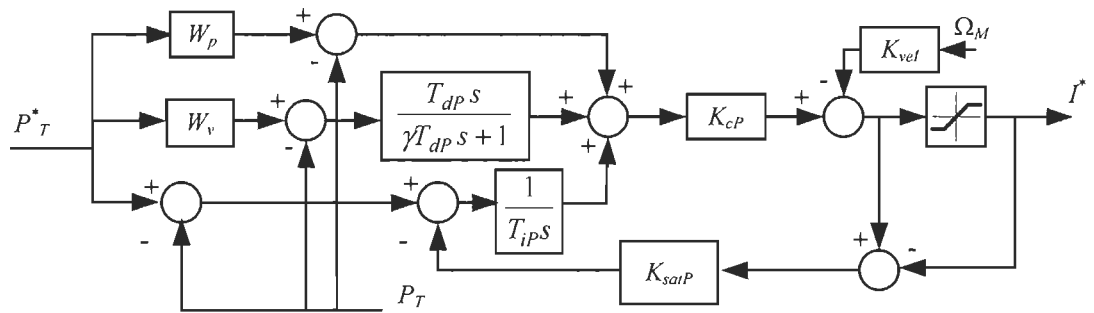 W_p
+
-
K_vel
Ω_M
-
P*_T
W_v
+
-
T_dP s
γT_dP s + 1
+
+
+
K_cP
+
I*
+
-
+
-
1
T_iP s
K_satP
+
-
P_T